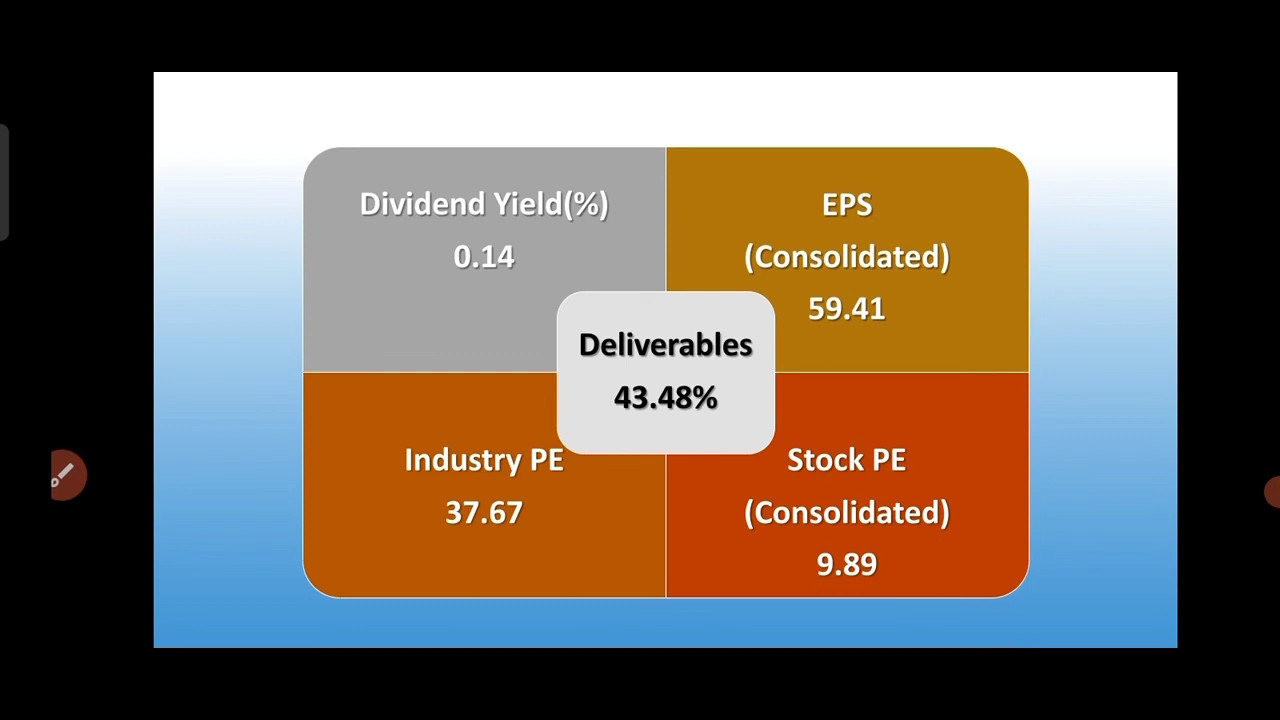 Dividend Yield(%)
0.14
EPS
(Consolidated)
59.41
Deliverables
43.48%
Industry PE
37.67
Stock PE
(Consolidated)
9.89